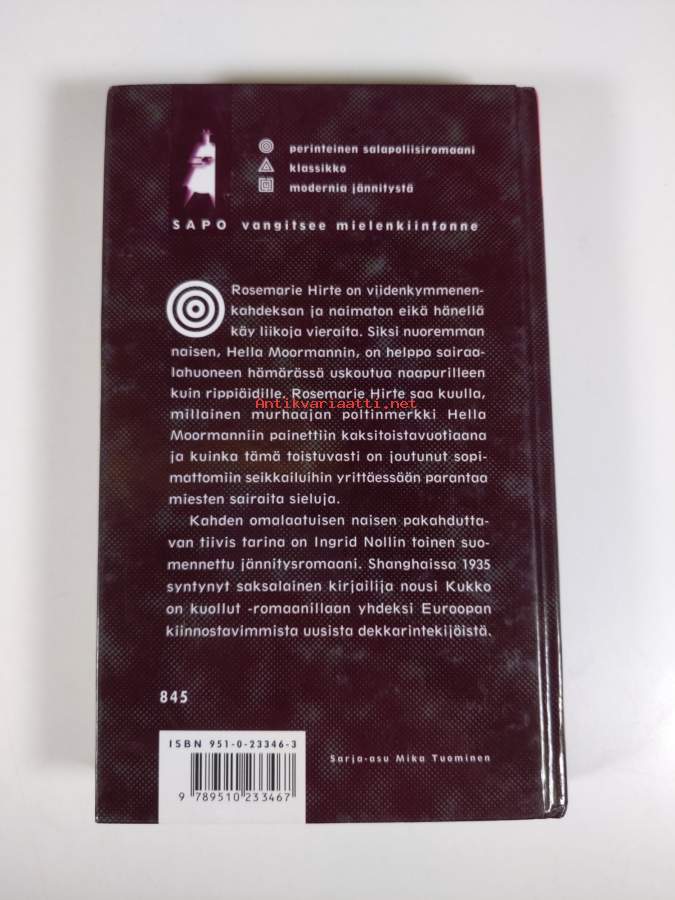 perinteinen salapoliisiromaani
klassikko
modernia jännitystä
SAPO vangitsee mielenkiintonne
Rosemarie Hirte on viidenkymmenen-
kahdeksan ja naimaton eikä hänellä
käy liikoja vieraita. Siksi nuoremman
naisen, Hella Moormannin, on helppo sairaa-
lahuoneen hämärässä uskoutua naapurilleen
kuin rippiäidille. Rosemarie Hirte saa kuulla,
Antikvariaatti.net
millainen murhaajan poltinmerkki Hella
Moormanniin painettiin kaksitoistavuotiaana
ja kuinka tämä toistuvasti on joutunut sopi-
mattomiin seikkailuihin yrittäessään parantaa
miesten sairaita sieluja.
Kahden omalaatuisen naisen pakahdutta-
van tiivis tarina on Ingrid Nollin toinen suo-
mennettu jännitysromaani. Shanghaissa 1935
syntynyt saksalainen kirjailija nousi Kukko
on kuollut -romaanillaan yhdeksi Euroopan
kiinnostavimmista uusista dekkarintekijöistä.
845
ISBN 951-0-23346-3
Sarja-asu Mika Tuominen
9 789510 233467